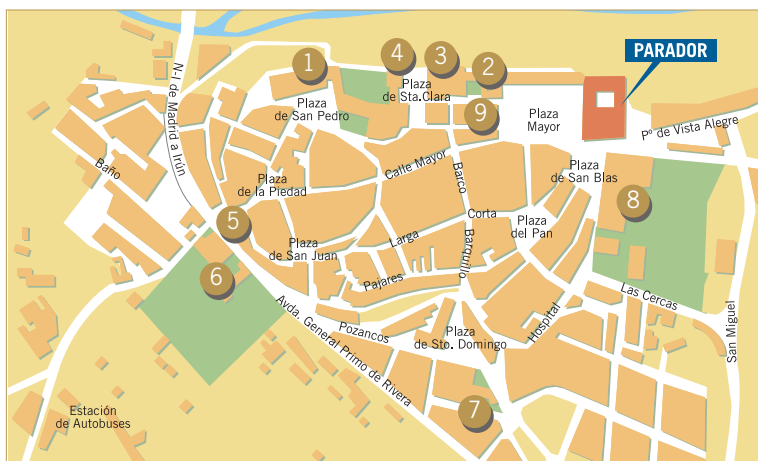 PARADOR
4
3
1
2
Plaza
de Sta.Clara
N-I de Madrid a Irún
Plaza
de San Pedro
9
Plaza
Mayor
Pº de Vista Alegre
Baño
Calle Mayor
Barco
Plaza
de San Blas
Plaza
de la Piedad
8
5
Corta
Plaza
del Pan
Plaza
de San Juan
Larga
Barquillo
6
Pajares
Las Cercas
Avda. General Primo de Rivera
Pozancos
Plaza
de Sto. Domingo
Hospital
San Miguel
7
Estación
de Autobuses